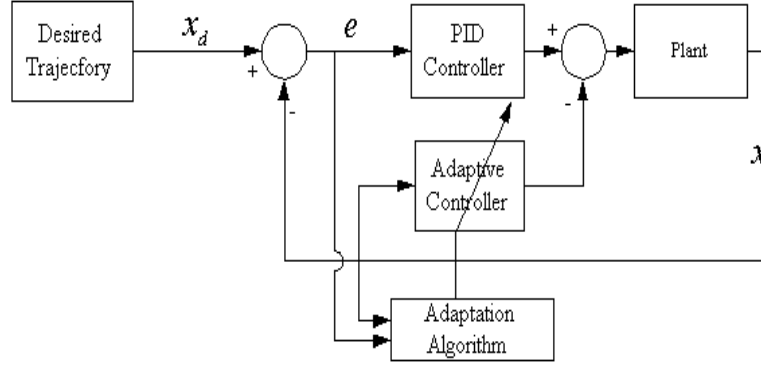 Desired
Trajecfory
x_d
+
-
e
PID
Controller
+
-
Plant
x
Adaptive
Controller
Adaptation
Algorithm